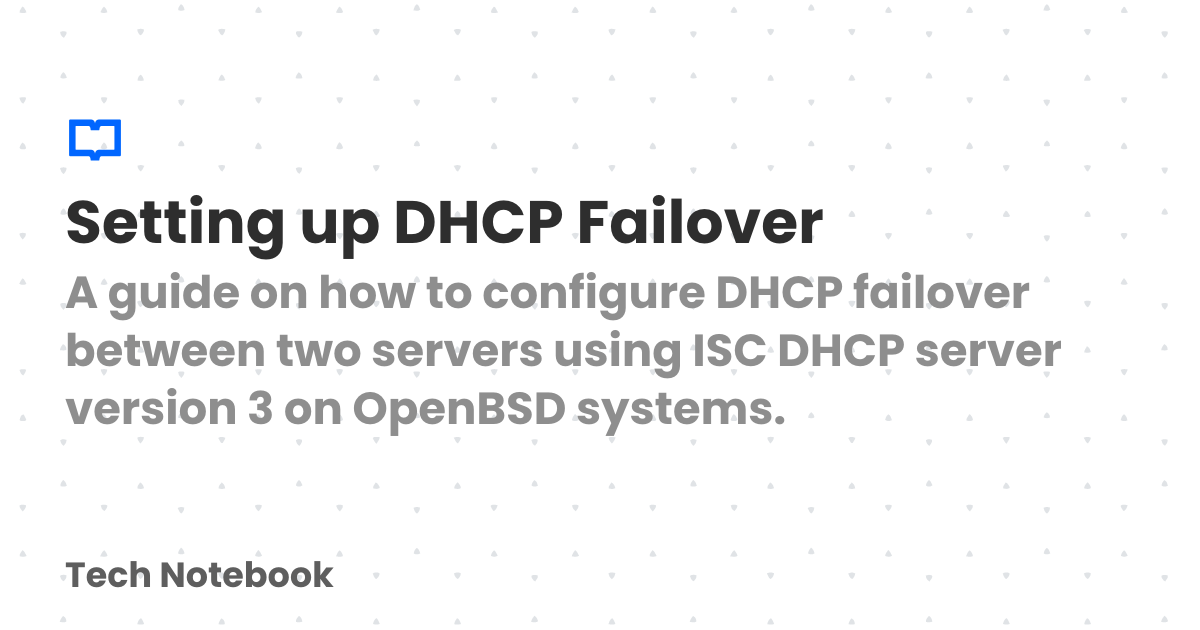 Setting up DHCP Failover
A guide on how to configure DHCP failover
between two servers using ISC DHCP server
version 3 on OpenBSD systems.
Tech Notebook